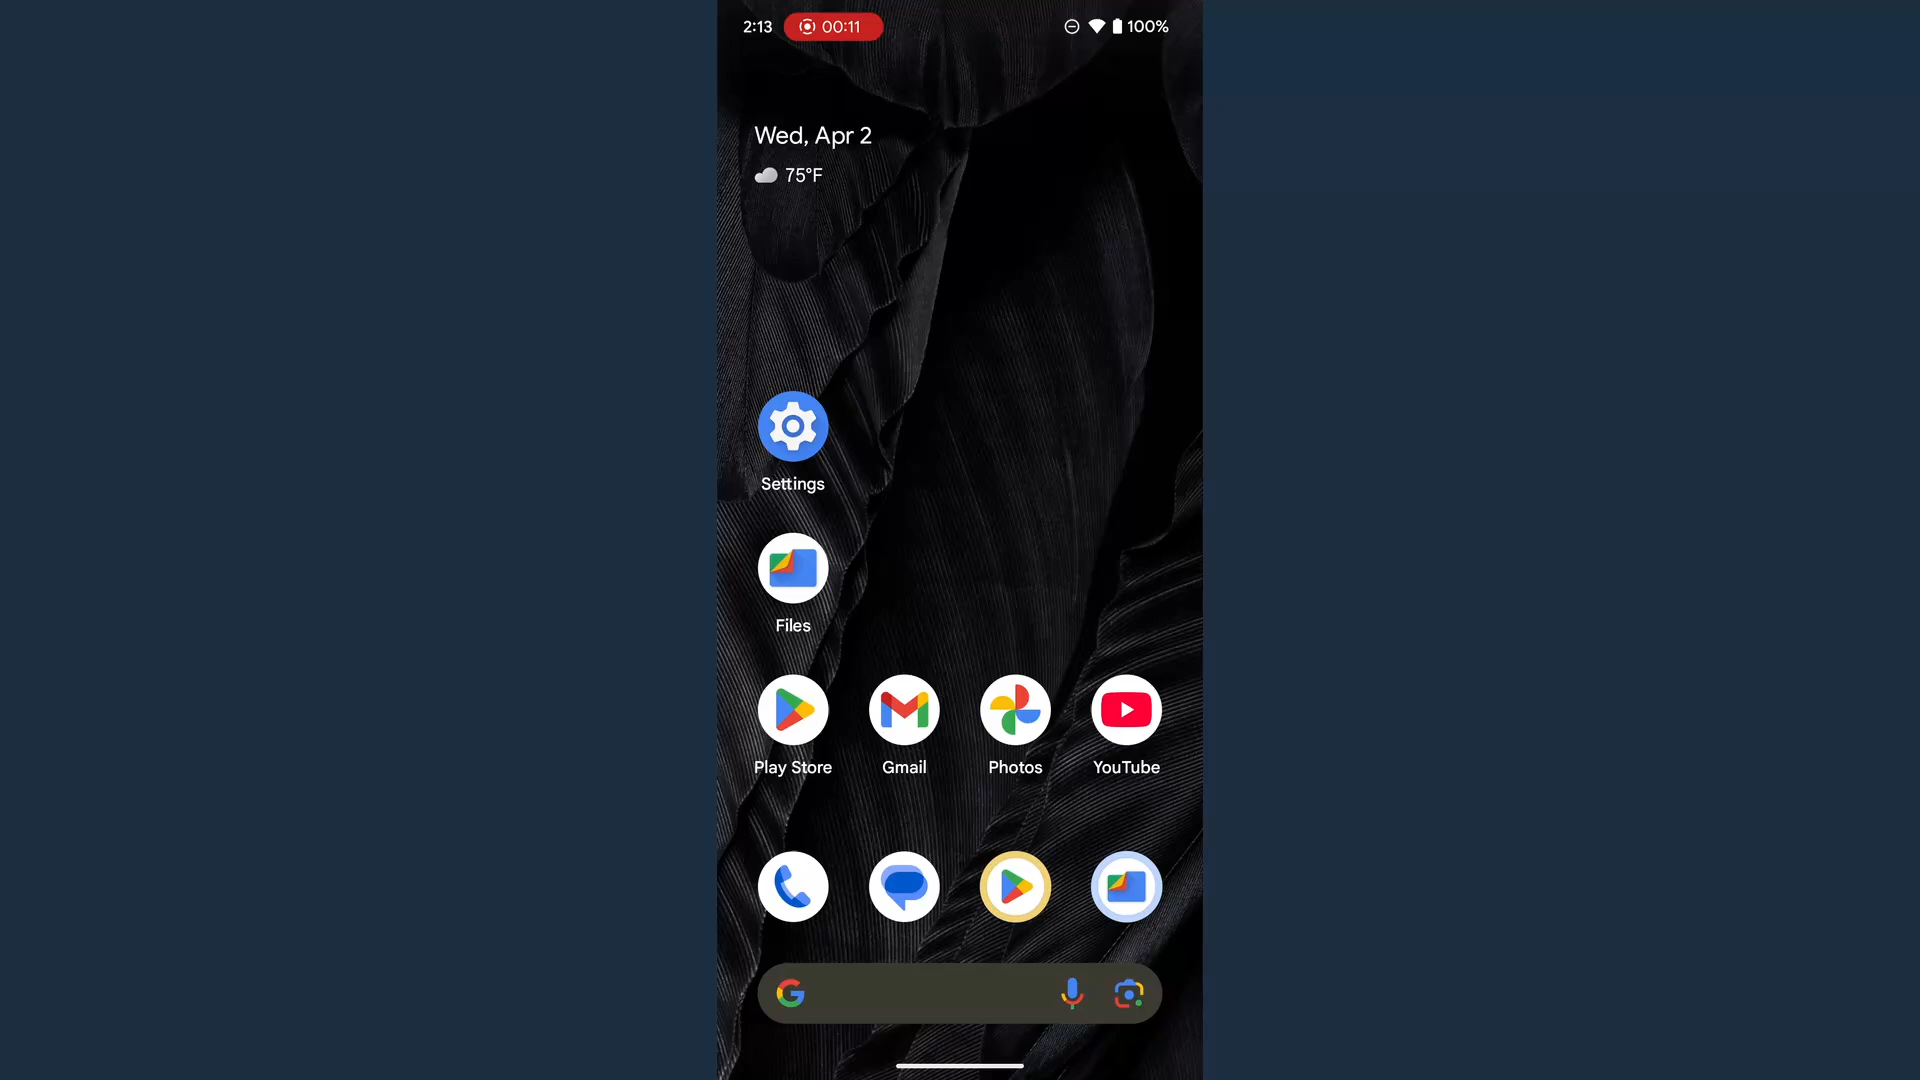 2:13 00:11 100%
Wed, Apr 2
75°F
Settings
Files
Play Store Gmail Photos YouTube